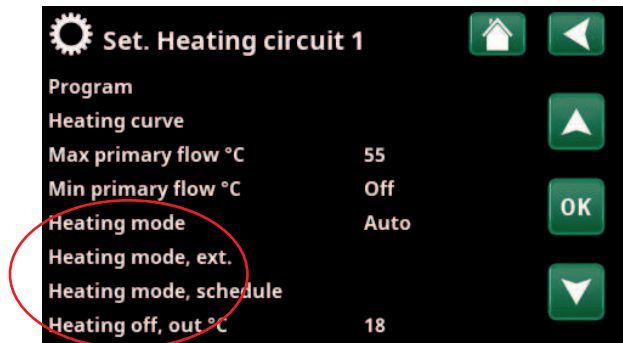 Set. Heating circuit 1
Program
Heating curve
Max primary flow °C 55
Min primary flow °C Off
Heating mode Auto
OK
Heating mode, ext.
Heating mode, schedule
Heating off, out °C 18